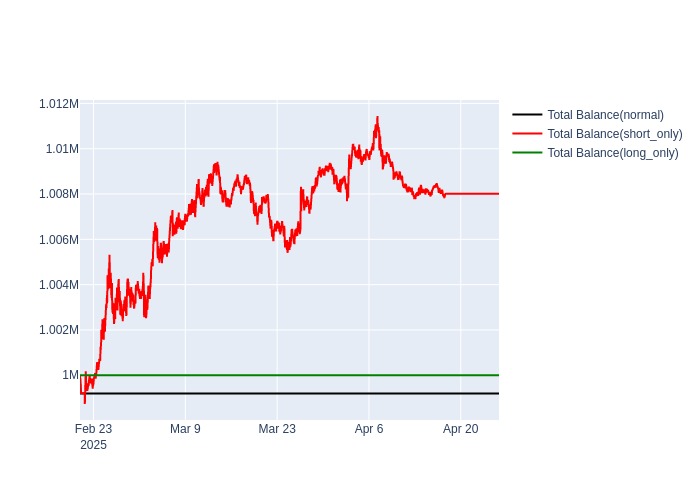 1.012M
1.01M
1.008M
1.006M
1.004M
1.002M
1M
Feb 23
2025
Mar 9
Mar 23
Apr 6
Apr 20
Total Balance(normal)
Total Balance(short_only)
Total Balance(long_only)